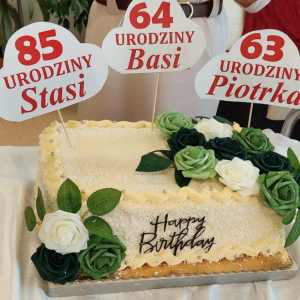 85
URODZINY
Stasi
64
URODZINY
Basi
63
URODZINY
Piotrka
Happy
Birthday